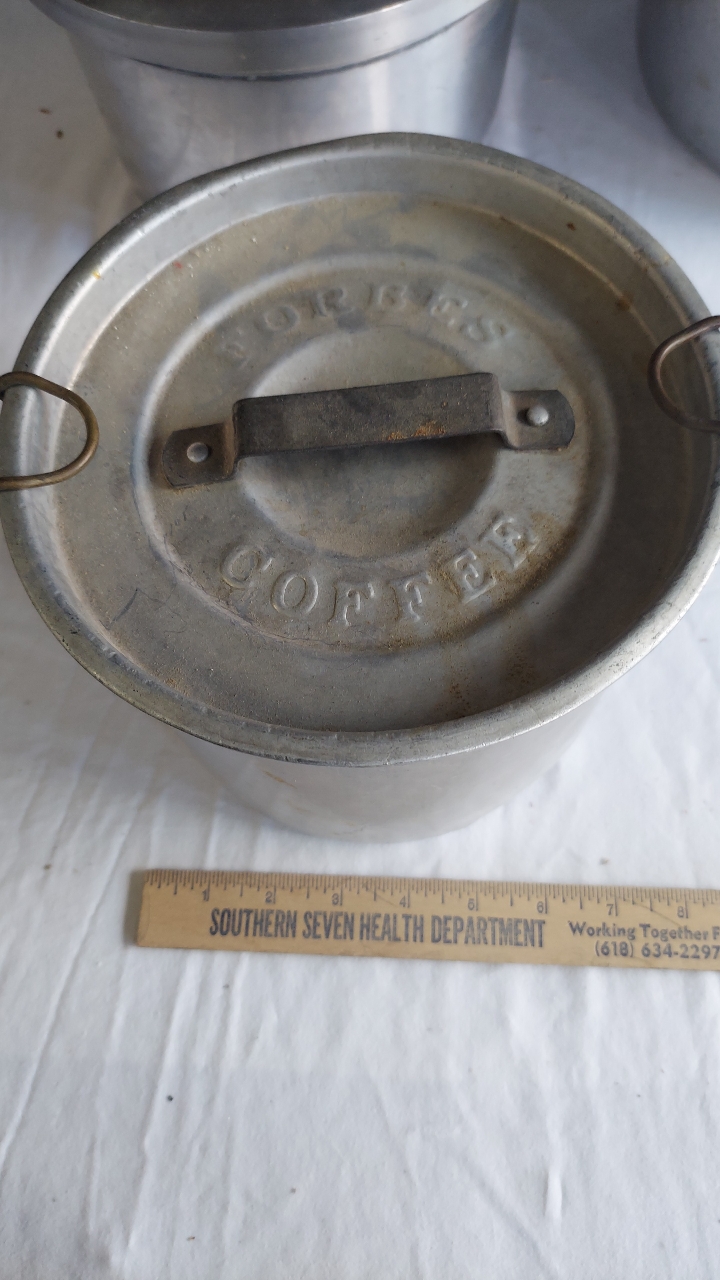 FORBES
COFFEE
1 2 3 4 5 6 7 8
SOUTHERN SEVEN HEALTH DEPARTMENT Working Together F
(618) 634-2297